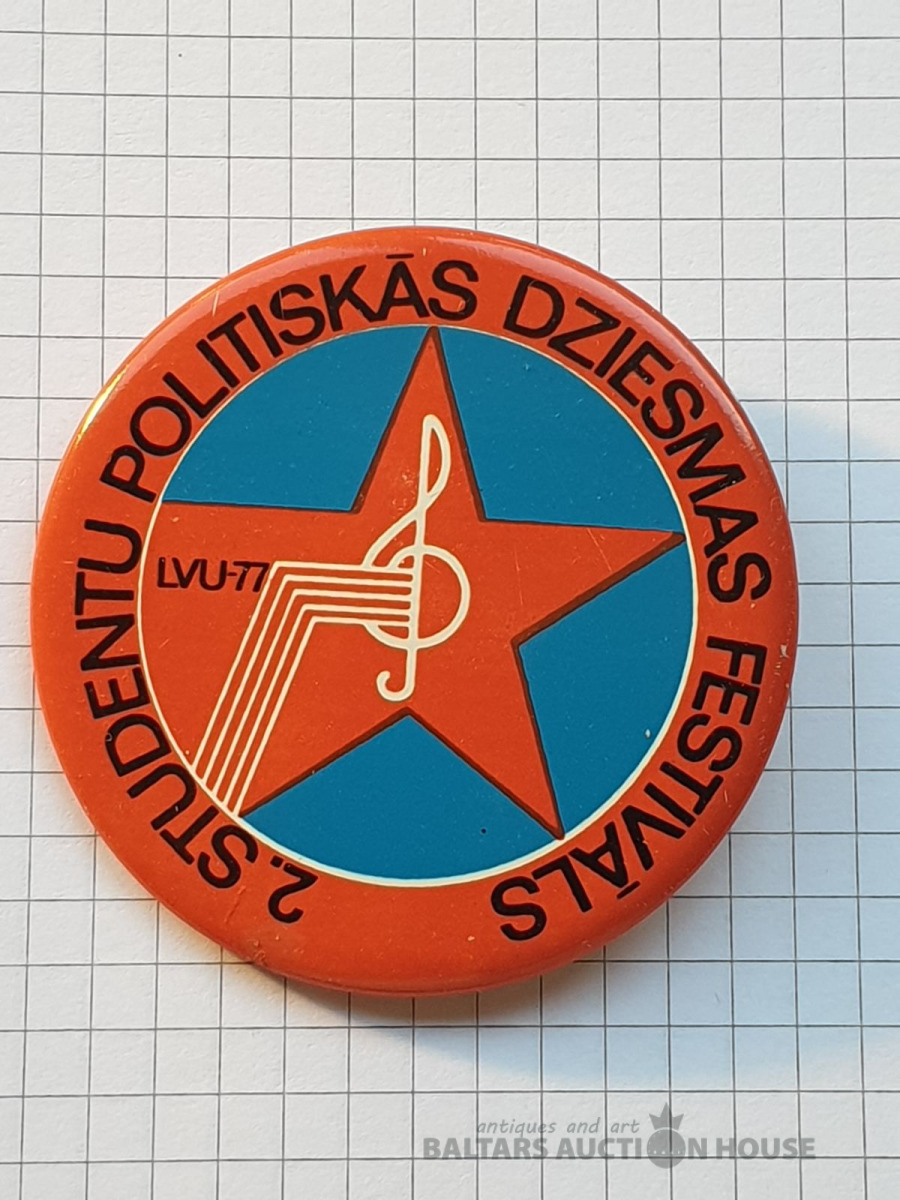 2. STUDENTU POLITISKĀS DZIESMAS FESTIVĀLS
LVU-77
antiques and art
BALTARS AUCTION HOUSE